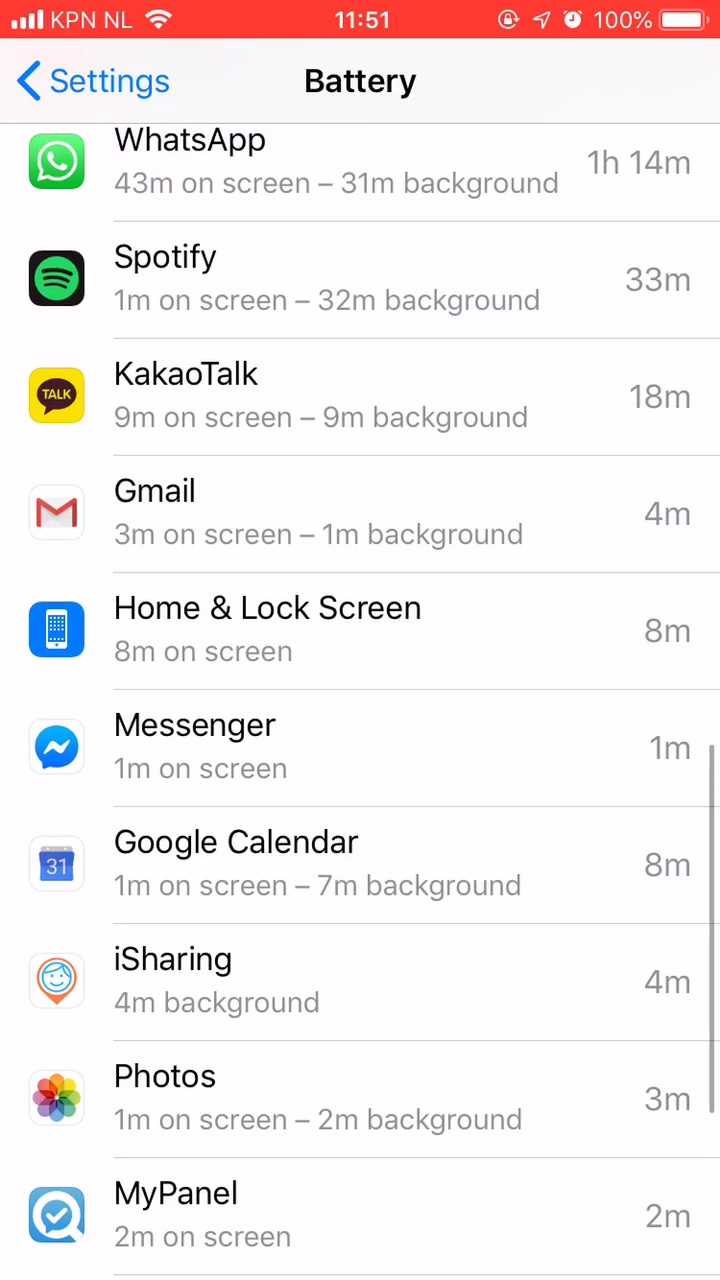 KPN NL 11:51 100%
Settings Battery
WhatsApp
43m on screen – 31m background
1h 14m
Spotify
1m on screen – 32m background
33m
TALK
KakaoTalk
9m on screen – 9m background
18m
Gmail
3m on screen – 1m background
4m
Home & Lock Screen
8m on screen
8m
Messenger
1m on screen
1m
31
Google Calendar
1m on screen – 7m background
8m
iSharing
4m background
4m
Photos
1m on screen – 2m background
3m
MyPanel
2m on screen
2m